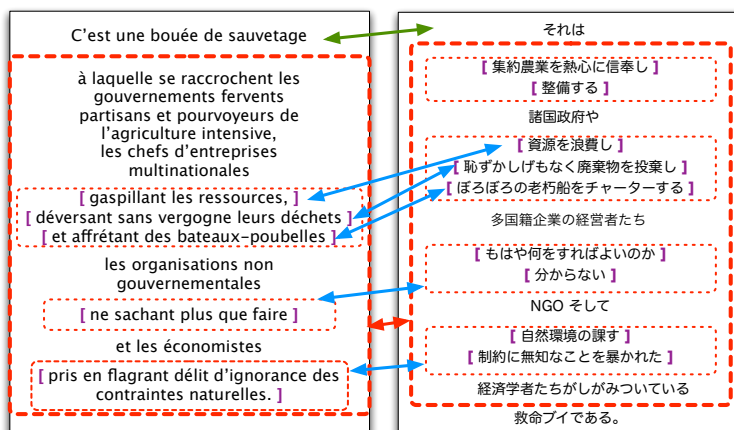 C'est une bouée de sauvetage
à laquelle se raccrochent les
gouvernements fervents
partisans et pourvoyeurs de
l'agriculture intensive,
les chefs d'entreprises
multinationales
[ gaspillant les ressources, ]
[ déversant sans vergogne leurs déchets ]
[ et affrétant des bateaux-poubelles ]
les organisations non
gouvernementales
[ ne sachant plus que faire ]
et les économistes
[ pris en flagrant délit d'ignorance des
contraintes naturelles. ]
それは
[ 集約農業を熱心に信奉し ]
[ 整備する ]
諸国政府や
[ 資源を浪費し ]
[ 恥ずかしげもなく廃棄物を投棄し ]
[ ぼろぼろの老朽船をチャーターする ]
多国籍企業の経営者たち
[ もはや何をすればよいのか ]
[ 分からない ]
NGO そして
[ 自然環境の課す ]
[ 制約に無知なことを暴かれた ]
経済学者たちがしがみついている
救命ブイである。